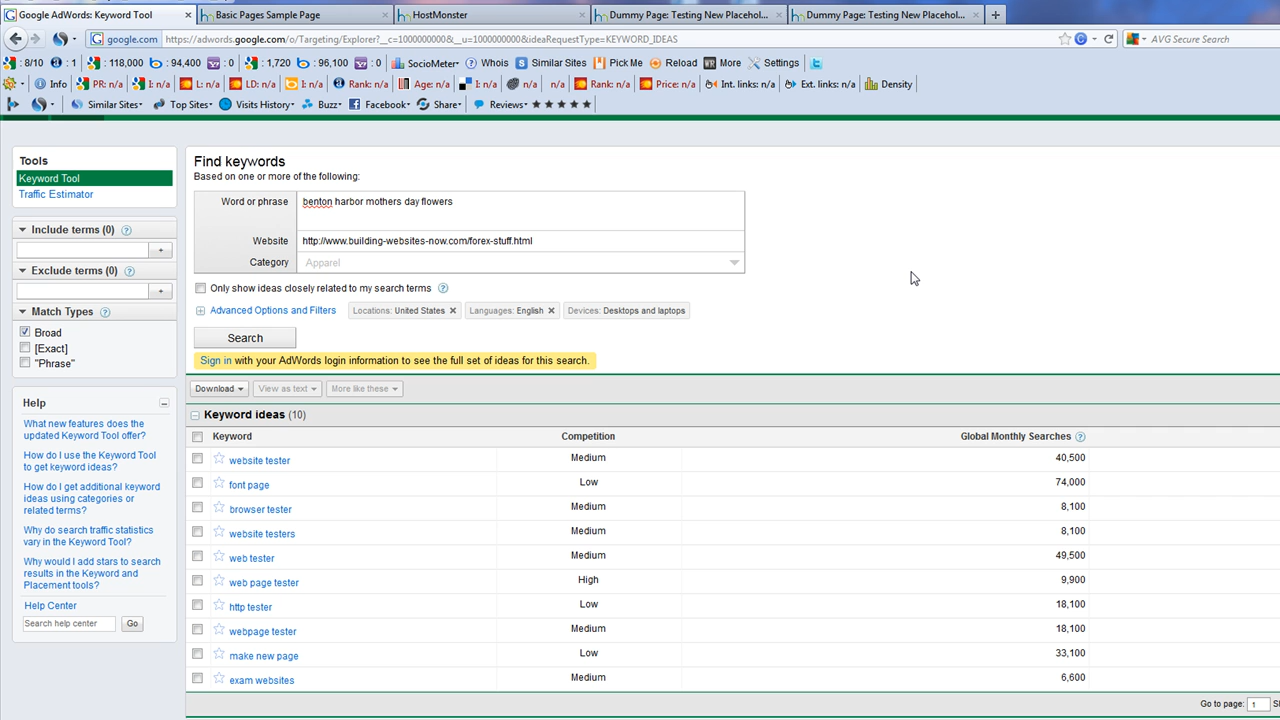 Google AdWords: Keyword Tool × Basic Pages Sample Page × HostMonster × Dummy Page: Testing New Placehol... × Dummy Page: Testing New Placehol... × +
google.com https://adwords.google.com/o/Targeting/Explorer?__c=1000000000&__u=1000000000&ideaRequestType=KEYWORD_IDEAS AVG Secure Search
: 8/10 : 1 : 118,000 : 94,400 : 0 : 1,720 : 96,100 : 0 SocioMeter Whois Similar Sites Pick Me Reload More Settings
Info PR: n/a I: n/a L: n/a LD: n/a I: n/a Rank: n/a Age: n/a I: n/a n/a n/a Rank: n/a Price: n/a Int. links: n/a Ext. links: n/a Density
Similar Sites Top Sites Visits History Buzz Facebook Share Reviews
Tools
Keyword Tool
Traffic Estimator
Include terms (0) ?
+
Exclude terms (0) ?
+
Match Types ?
Broad
[Exact]
"Phrase"
Help
What new features does the
updated Keyword Tool offer?
How do I use the Keyword Tool
to get keyword ideas?
How do I get additional keyword
ideas using categories or
related terms?
Why do search traffic statistics
vary in the Keyword Tool?
Why would I add stars to search
results in the Keyword and
Placement tools?
Help Center
Search help center Go
Find keywords
Based on one or more of the following:
Word or phrase benton harbor mothers day flowers
Website http://www.building-websites-now.com/forex-stuff.html
Category Apparel
Only show ideas closely related to my search terms ?
Advanced Options and Filters Locations: United States × Languages: English × Devices: Desktops and laptops
Search
Sign in with your AdWords login information to see the full set of ideas for this search.
Download View as text More like these
Keyword ideas (10)
Keyword Competition Global Monthly Searches ?
website tester Medium 40,500
font page Low 74,000
browser tester Medium 8,100
website testers Medium 8,100
web tester Medium 49,500
web page tester High 9,900
http tester Low 18,100
webpage tester Medium 18,100
make new page Low 33,100
exam websites Medium 6,600
Go to page: 1